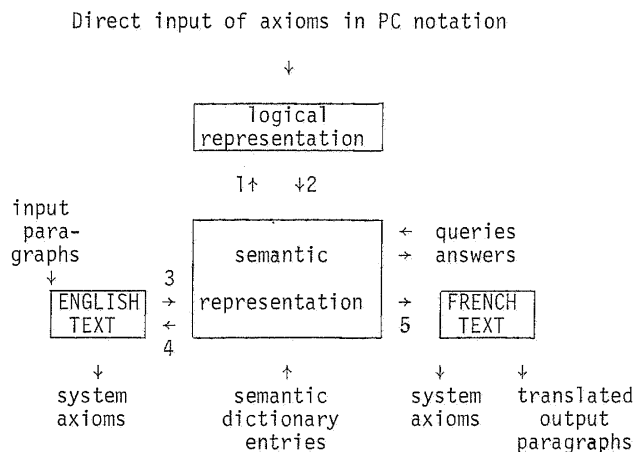 Direct input of axioms in PC notation
↓
logical
representation
1↑ ↓2
input
para-
graphs
↓
semantic
← queries
→ answers
3
ENGLISH → representation → FRENCH
TEXT ← 5 TEXT
4
↓ ↑ ↓ ↓
system semantic system translated
axioms dictionary axioms output
entries paragraphs